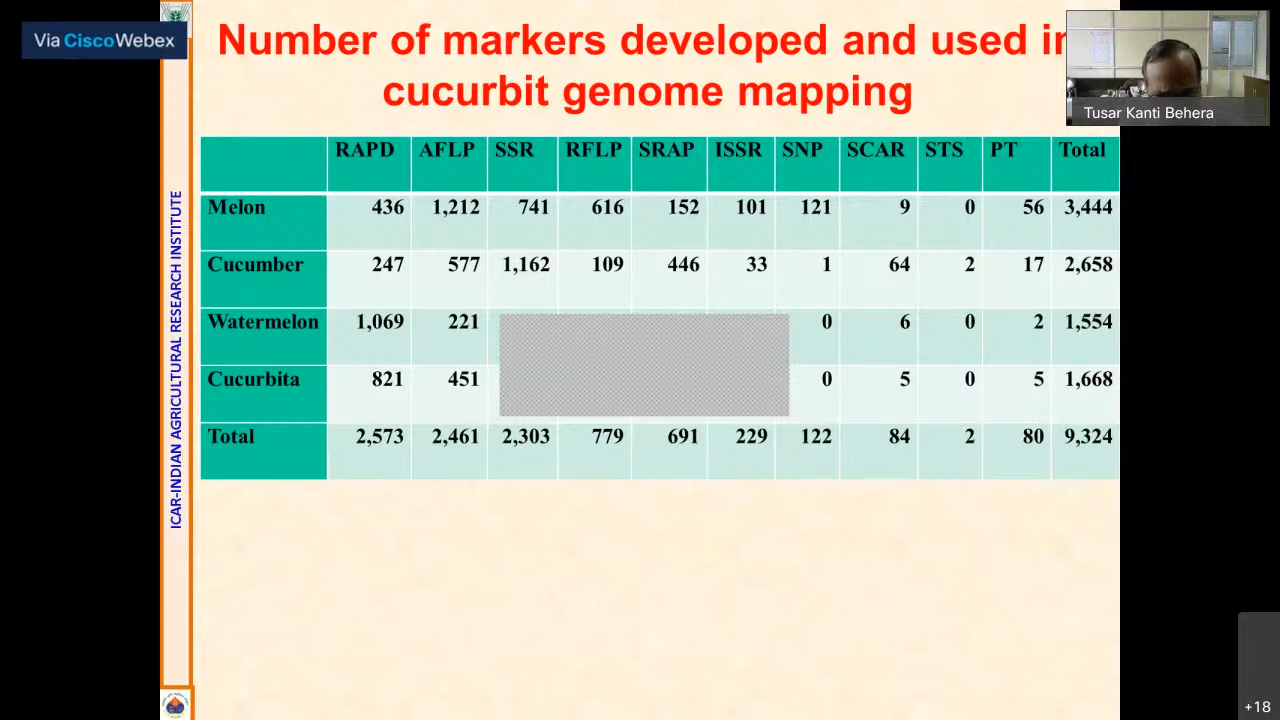 Via Cisco Webex
Number of markers developed and used in
cucurbit genome mapping
Tusar Kanti Behera
ICAR-INDIAN AGRICULTURAL RESEARCH INSTITUTE
RAPD AFLP SSR RFLP SRAP ISSR SNP SCAR STS PT Total
Melon 436 1,212 741 616 152 101 121 9 0 56 3,444
Cucumber 247 577 1,162 109 446 33 1 64 2 17 2,658
Watermelon 1,069 221 0 6 0 2 1,554
Cucurbita 821 451 0 5 0 5 1,668
Total 2,573 2,461 2,303 779 691 229 122 84 2 80 9,324
+18